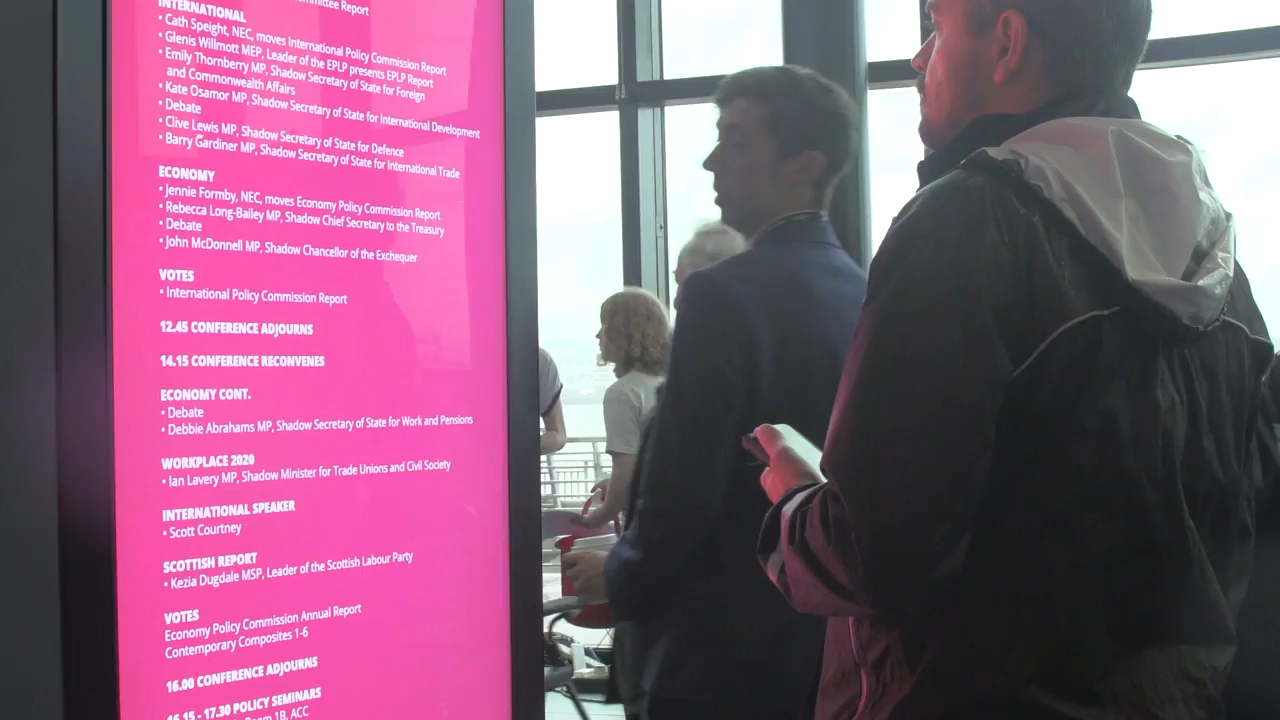 mmittee Report
INTERNATIONAL
• Cath Speight, NEC, moves International Policy Commission Report
• Glenis Willmott MEP, Leader of the EPLP presents EPLP Report
• Emily Thornberry MP, Shadow Secretary of State for Foreign
and Commonwealth Affairs
• Kate Osamor MP, Shadow Secretary of State for International Development
• Debate
• Clive Lewis MP, Shadow Secretary of State for Defence
• Barry Gardiner MP, Shadow Secretary of State for International Trade
ECONOMY
• Jennie Formby, NEC, moves Economy Policy Commission Report
• Rebecca Long-Bailey MP, Shadow Chief Secretary to the Treasury
• Debate
• John McDonnell MP, Shadow Chancellor of the Exchequer
VOTES
• International Policy Commission Report
12.45 CONFERENCE ADJOURNS
14.15 CONFERENCE RECONVENES
ECONOMY CONT.
• Debate
• Debbie Abrahams MP, Shadow Secretary of State for Work and Pensions
WORKPLACE 2020
• Ian Lavery MP, Shadow Minister for Trade Unions and Civil Society
INTERNATIONAL SPEAKER
• Scott Courtney
SCOTTISH REPORT
• Kezia Dugdale MSP, Leader of the Scottish Labour Party
VOTES
Economy Policy Commission Annual Report
Contemporary Composites 1-6
16.00 CONFERENCE ADJOURNS
16.15 - 17.30 POLICY SEMINARS
Room 1B, ACC